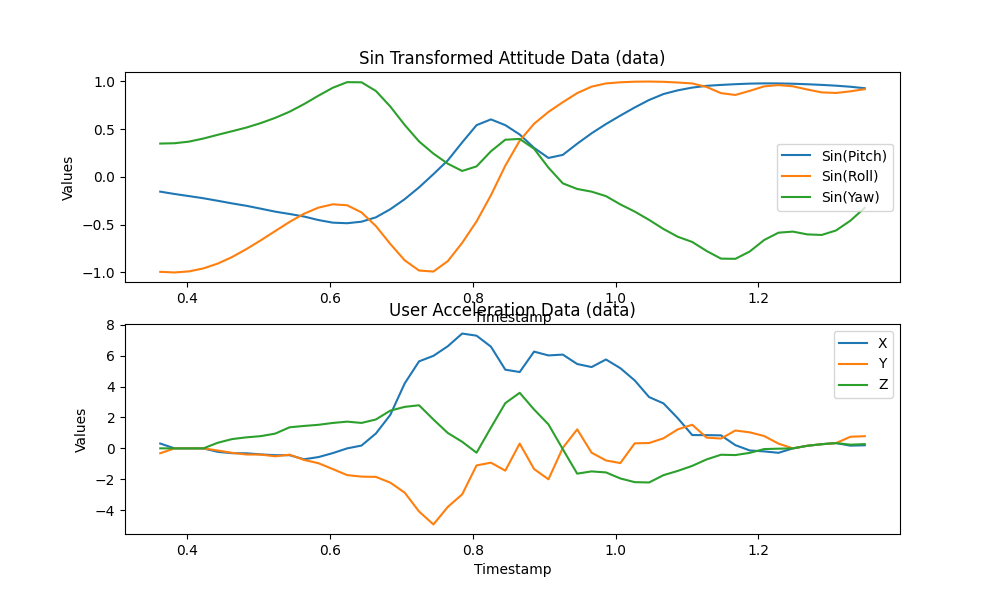 Sin Transformed Attitude Data (data)
1.0
0.5
0.0
−0.5
−1.0
Values
Sin(Pitch)
Sin(Roll)
Sin(Yaw)
0.4 0.6 0.8 1.0 1.2
Timestamp
User Acceleration Data (data)
8
6
4
2
0
−2
−4
Values
X
Y
Z
0.4 0.6 0.8 1.0 1.2
Timestamp